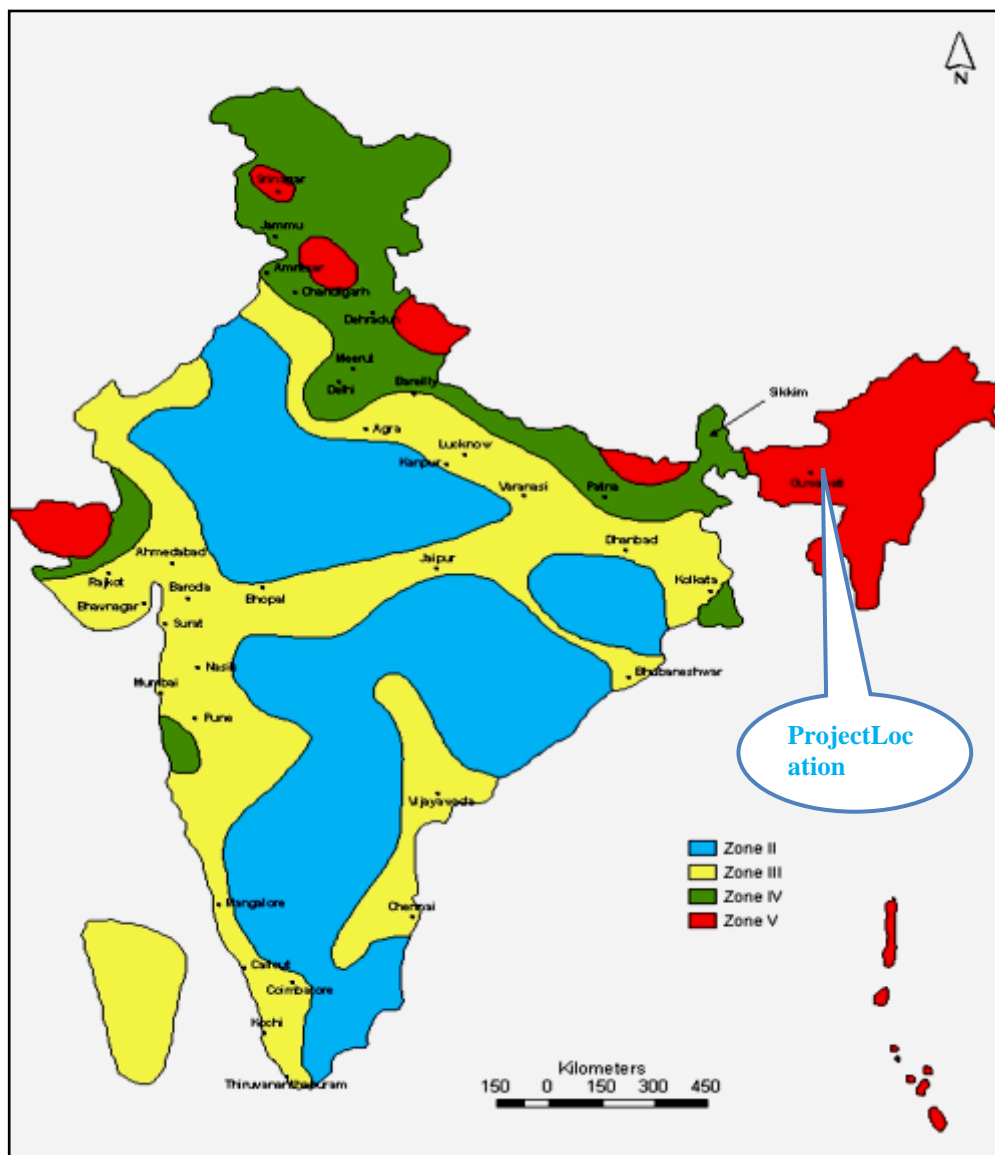 N
Srinagar
Jammu
Amritsar
Chandigarh
Dehradun
Meerut
Delhi
Bareilly
Sikkim
Agra
Lucknow
Kanpur
Guwahati
Varanasi
Patna
Ahmedabad
Dhanbad
Jaipur
Rajkot
Baroda
Kolkata
Bhopal
Bhavnagar
Surat
Nasik
Bhubaneshwar
Mumbai
Pune
ProjectLoc
ation
Vijayawada
Zone II
Zone III
Zone IV
Zone V
Mangalore
Chennai
Calicut
Coimbatore
Kochi
Kilometers
Thiruvananthapuram
150 0 150 300 450